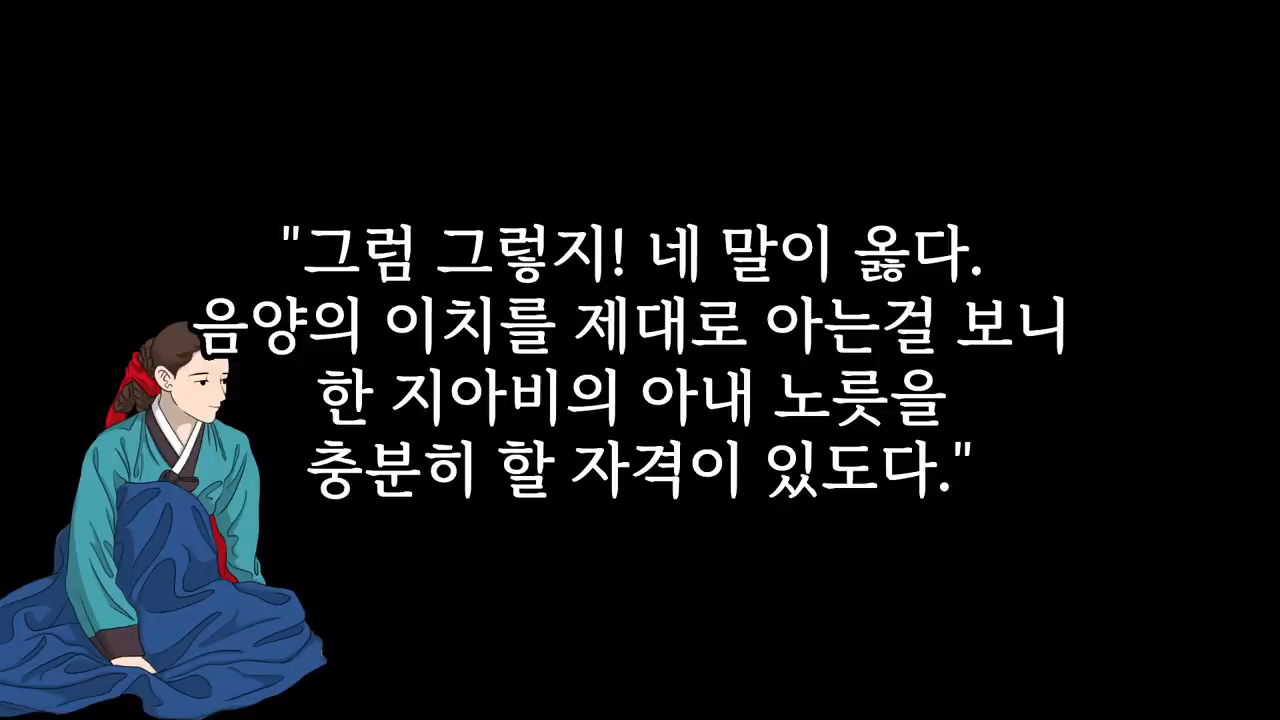 "그럼 그렇지! 네 말이 옳다.
음양의 이치를 제대로 아는걸 보니
한 지아비의 아내 노릇을
충분히 할 자격이 있도다."